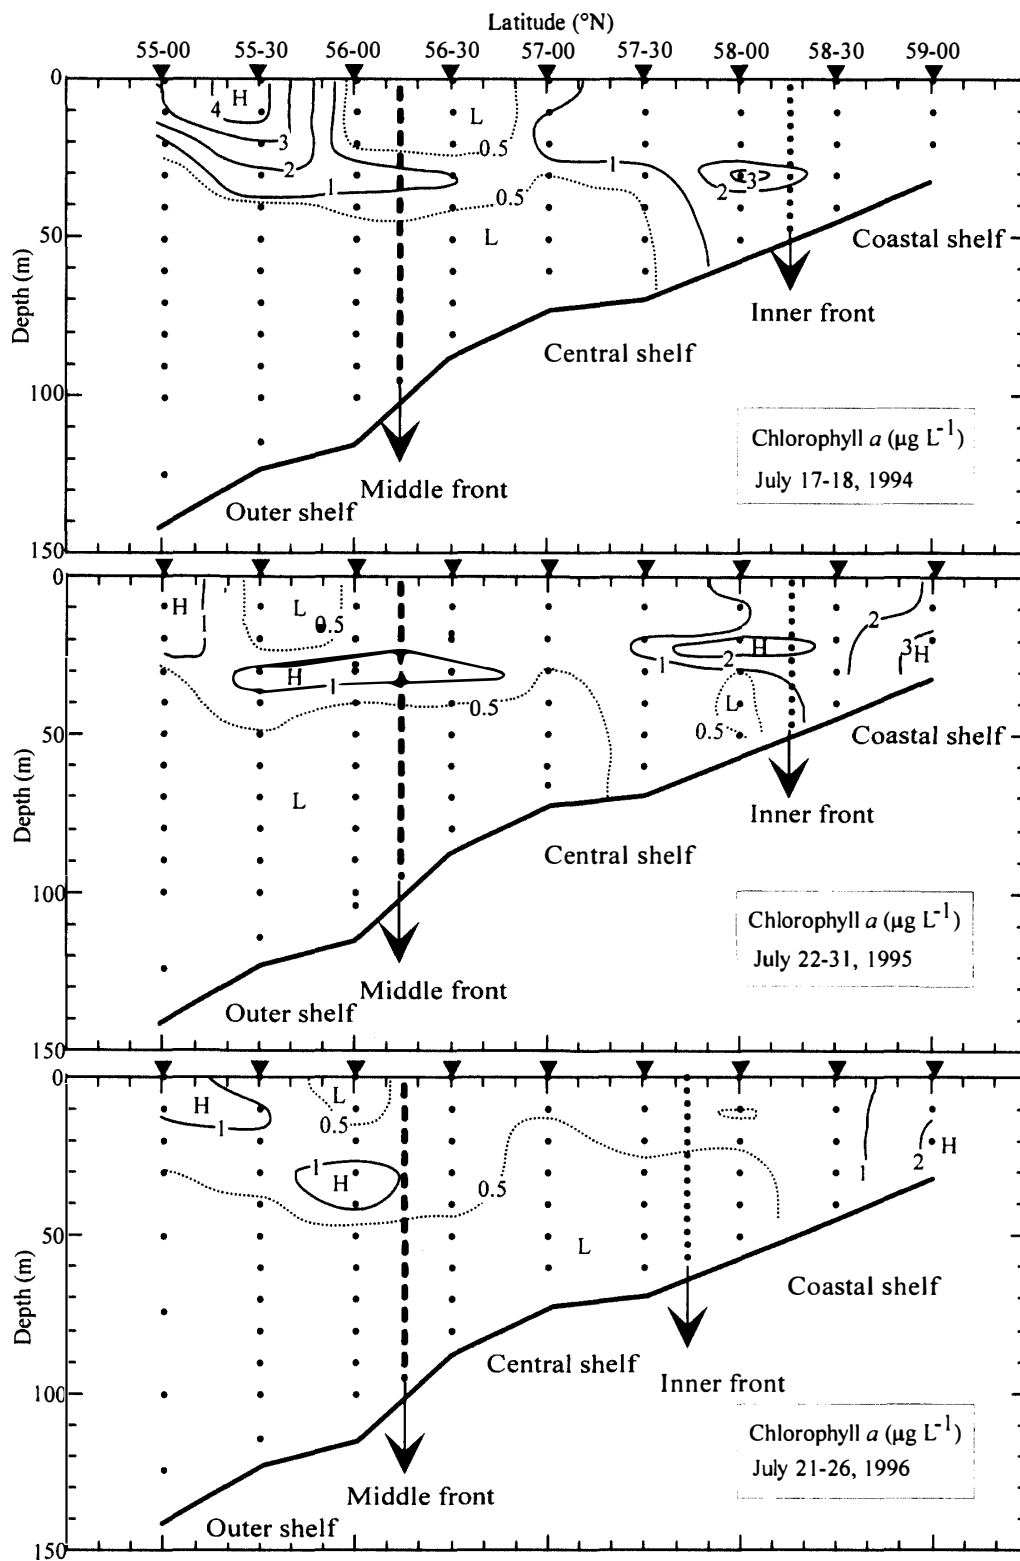 Latitude (°N)
55-00 55-30 56-00 56-30 57-00 57-30 58-00 58-30 59-00
0
H
4
L
3
0.5
2
1
1
2 3
0.5
50
L
Coastal shelf
Depth (m)
Inner front
Central shelf
100
Chlorophyll a (μg L-1)
July 17-18, 1994
Middle front
Outer shelf
150
0
H
1
L
0.5
2
3
H
H
2
1
H
1
L
0.5
0.5
50
Coastal shelf
Depth (m)
L
Inner front
Central shelf
100
Chlorophyll a (μg L-1)
July 22-31, 1995
Middle front
Outer shelf
150
0
H
L
1
0.5
H
2
1
1
H
0.5
50
L
Depth (m)
Coastal shelf
Central shelf
Inner front
100
Chlorophyll a (μg L-1)
July 21-26, 1996
Middle front
Outer shelf
150